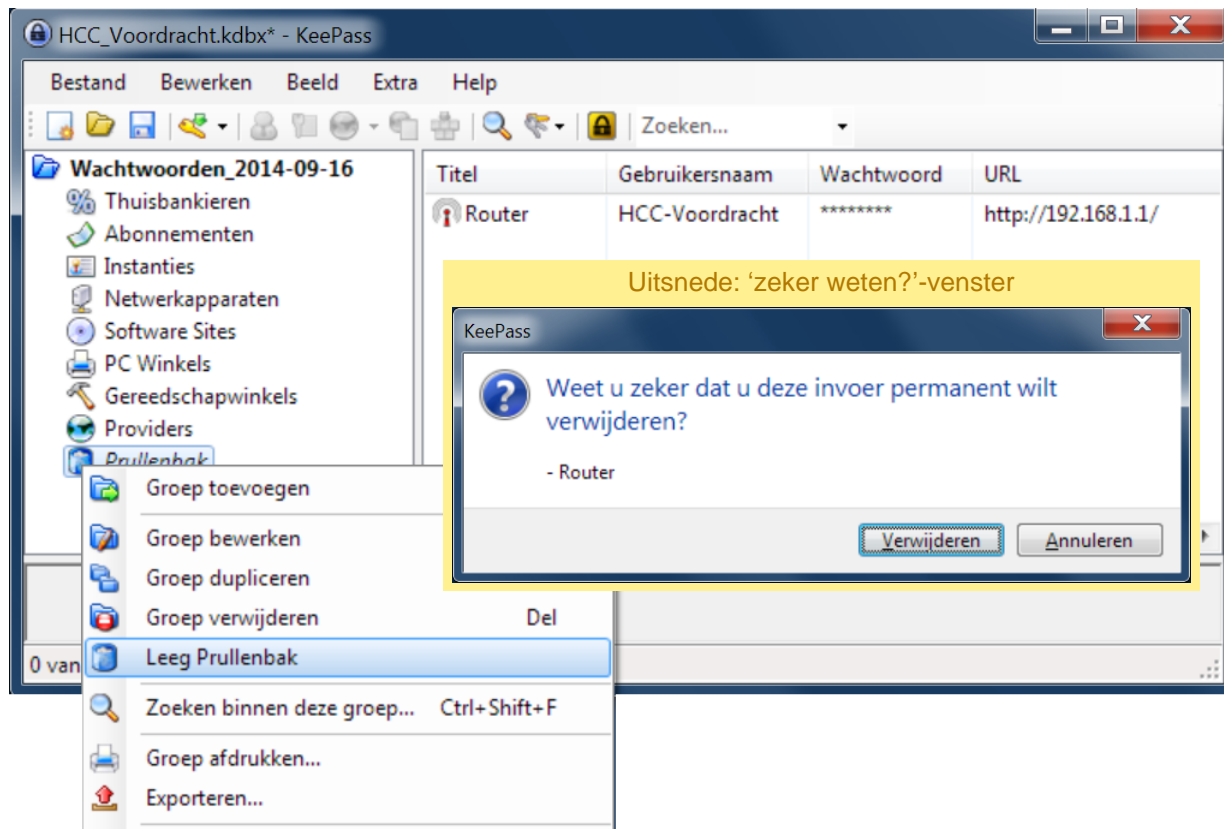 HCC_Voordracht.kdbx* - KeePass
Bestand Bewerken Beeld Extra Help
Zoeken...
Wachtwoorden_2014-09-16
Thuisbankieren
Abonnementen
Instanties
Netwerkapparaten
Software Sites
PC Winkels
Gereedschapwinkels
Providers
Prullenbak
Titel Gebruikersnaam Wachtwoord URL
Router HCC-Voordracht ******** http://192.168.1.1/
Uitsnede: ‘zeker weten?’-venster
KeePass
Weet u zeker dat u deze invoer permanent wilt
verwijderen?
- Router
Verwijderen Annuleren
Groep toevoegen
Groep bewerken
Groep dupliceren
Groep verwijderen Del
Leeg Prullenbak
Zoeken binnen deze groep... Ctrl+Shift+F
Groep afdrukken...
Exporteren...
0 van